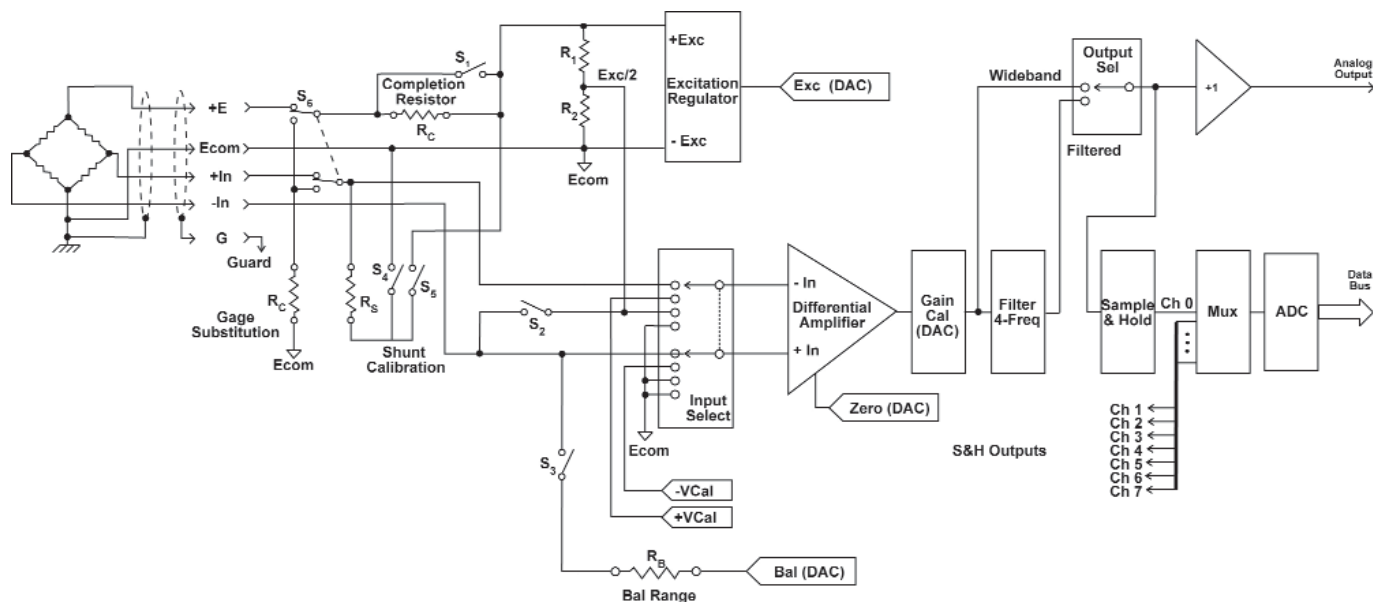 +E
Ecom
+In
-In
G
Guard
S6
S1
Completion
Resistor
RC
R1
Exc/2
R2
Ecom
+Exc
Excitation
Regulator
- Exc
Exc (DAC)
RC
Gage
Substitution
Ecom
RS
S4
S5
Shunt
Calibration
S2
S3
Input
Select
Ecom
-VCal
+VCal
RB
Bal Range
Bal (DAC)
- In
Differential
Amplifier
+ In
Zero (DAC)
Gain
Cal
(DAC)
Filter
4-Freq
Wideband
Filtered
Output
Sel
+1
Analog
Output
Sample
& Hold
Ch 0
Mux
ADC
Data
Bus
S&H Outputs
Ch 1
Ch 2
Ch 3
Ch 4
Ch 5
Ch 6
Ch 7